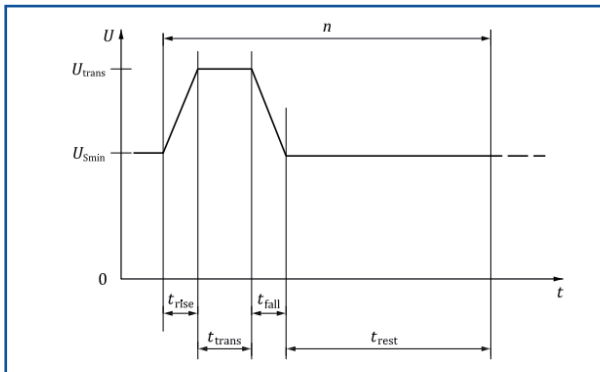 n
U
U_trans
U_Smin
0
t
t_rise
t_fall
t_trans
t_rest